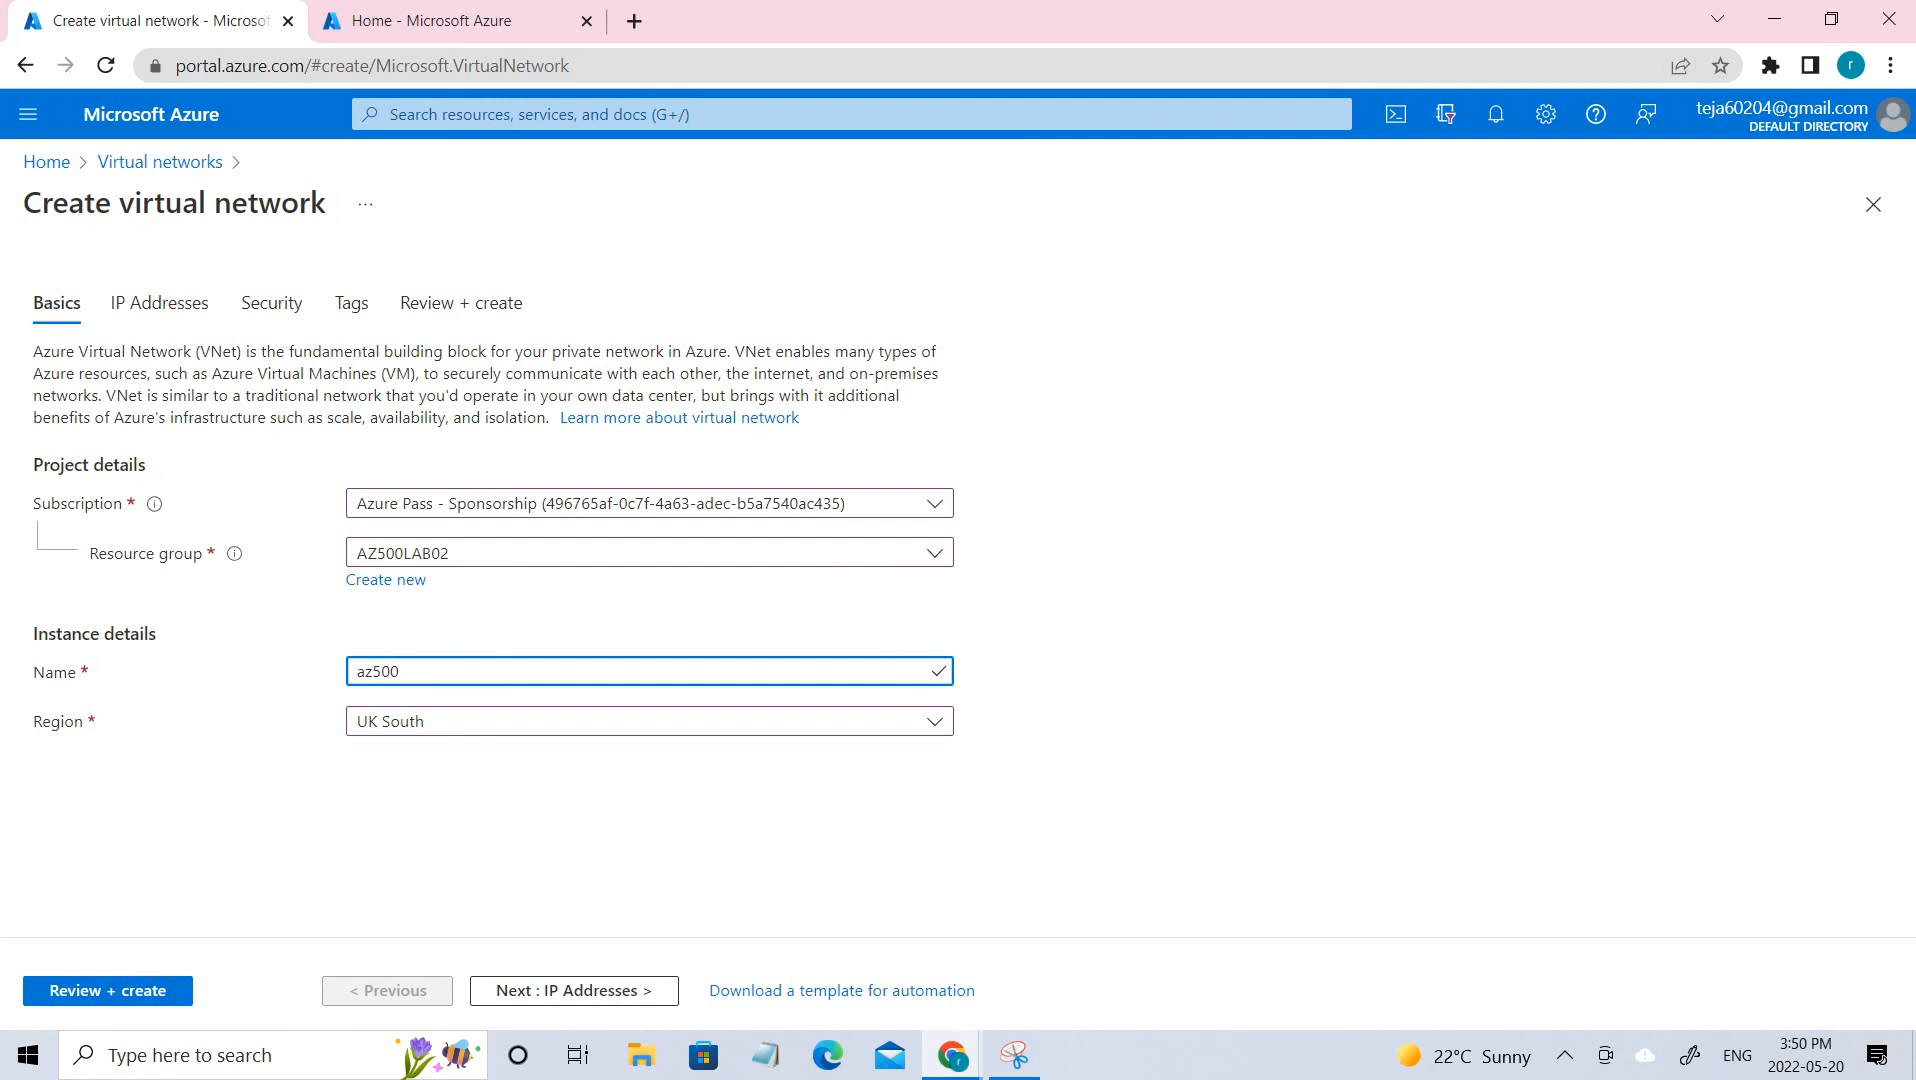 Create virtual network - Microsof
Home - Microsoft Azure
portal.azure.com/#create/Microsoft.VirtualNetwork
r
Microsoft Azure
Search resources, services, and docs (G+/)
teja60204@gmail.com
DEFAULT DIRECTORY
Home > Virtual networks >
Create virtual network ...
Basics
IP Addresses
Security
Tags
Review + create
Azure Virtual Network (VNet) is the fundamental building block for your private network in Azure. VNet enables many types of
Azure resources, such as Azure Virtual Machines (VM), to securely communicate with each other, the internet, and on-premises
networks. VNet is similar to a traditional network that you'd operate in your own data center, but brings with it additional
benefits of Azure's infrastructure such as scale, availability, and isolation. Learn more about virtual network
Project details
Subscription *
Azure Pass - Sponsorship (496765af-0c7f-4a63-adec-b5a7540ac435)
Resource group *
AZ500LAB02
Create new
Instance details
Name *
az500
Region *
UK South
Review + create
< Previous
Next : IP Addresses >
Download a template for automation
Type here to search
22°C Sunny
ENG
3:50 PM
2022-05-20